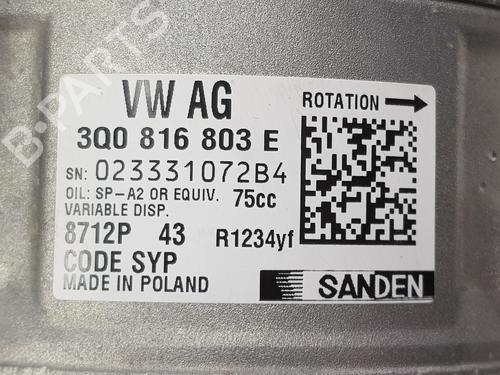 B-PARTS
VW AG
ROTATION
3Q0 816 803 E
SN: 023331072B4
OIL: SP-A2 OR EQUIV. 75cc
VARIABLE DISP.
8712P 43 R1234yf
CODE SYP
MADE IN POLAND
SANDEN